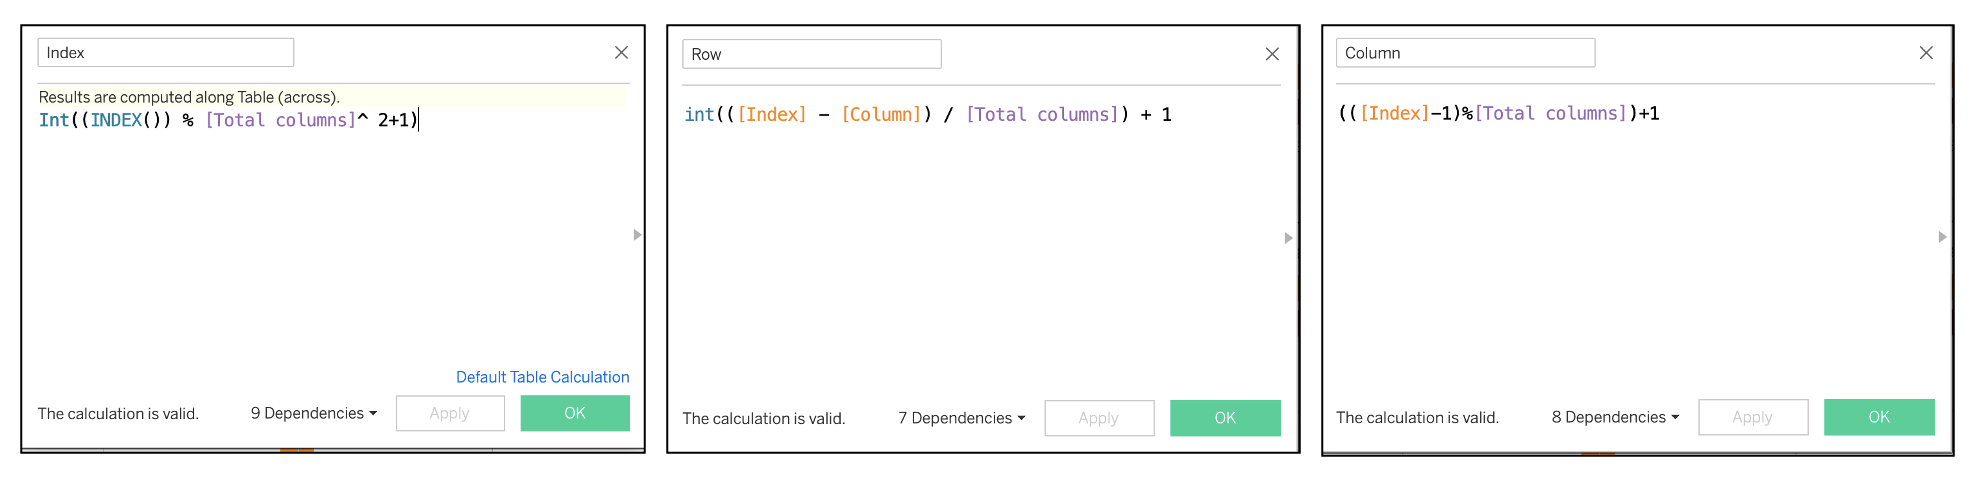 Index
Results are computed along Table (across).
Int((INDEX()) % [Total columns]^ 2+1)
Default Table Calculation
The calculation is valid.
9 Dependencies
Apply
OK
Row
int(([Index] - [Column]) / [Total columns]) + 1
The calculation is valid.
7 Dependencies
Apply
OK
Column
(([Index]-1)%[Total columns])+1
The calculation is valid.
8 Dependencies
Apply
OK